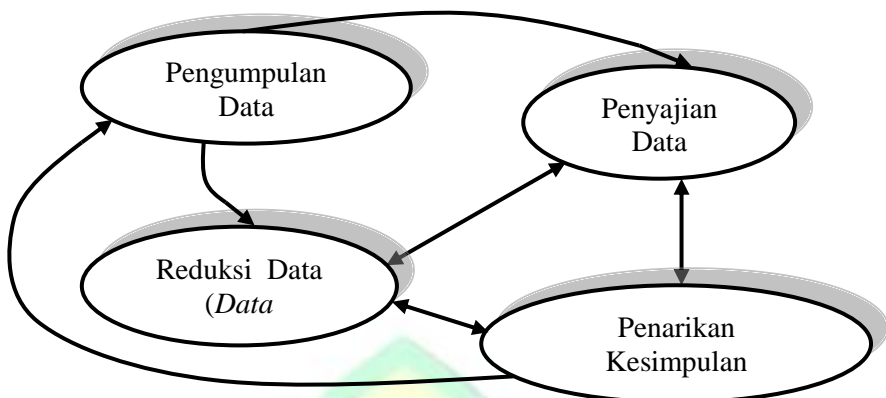 Pengumpulan
Data
Penyajian
Data
Reduksi Data
(Data
Penarikan
Kesimpulan